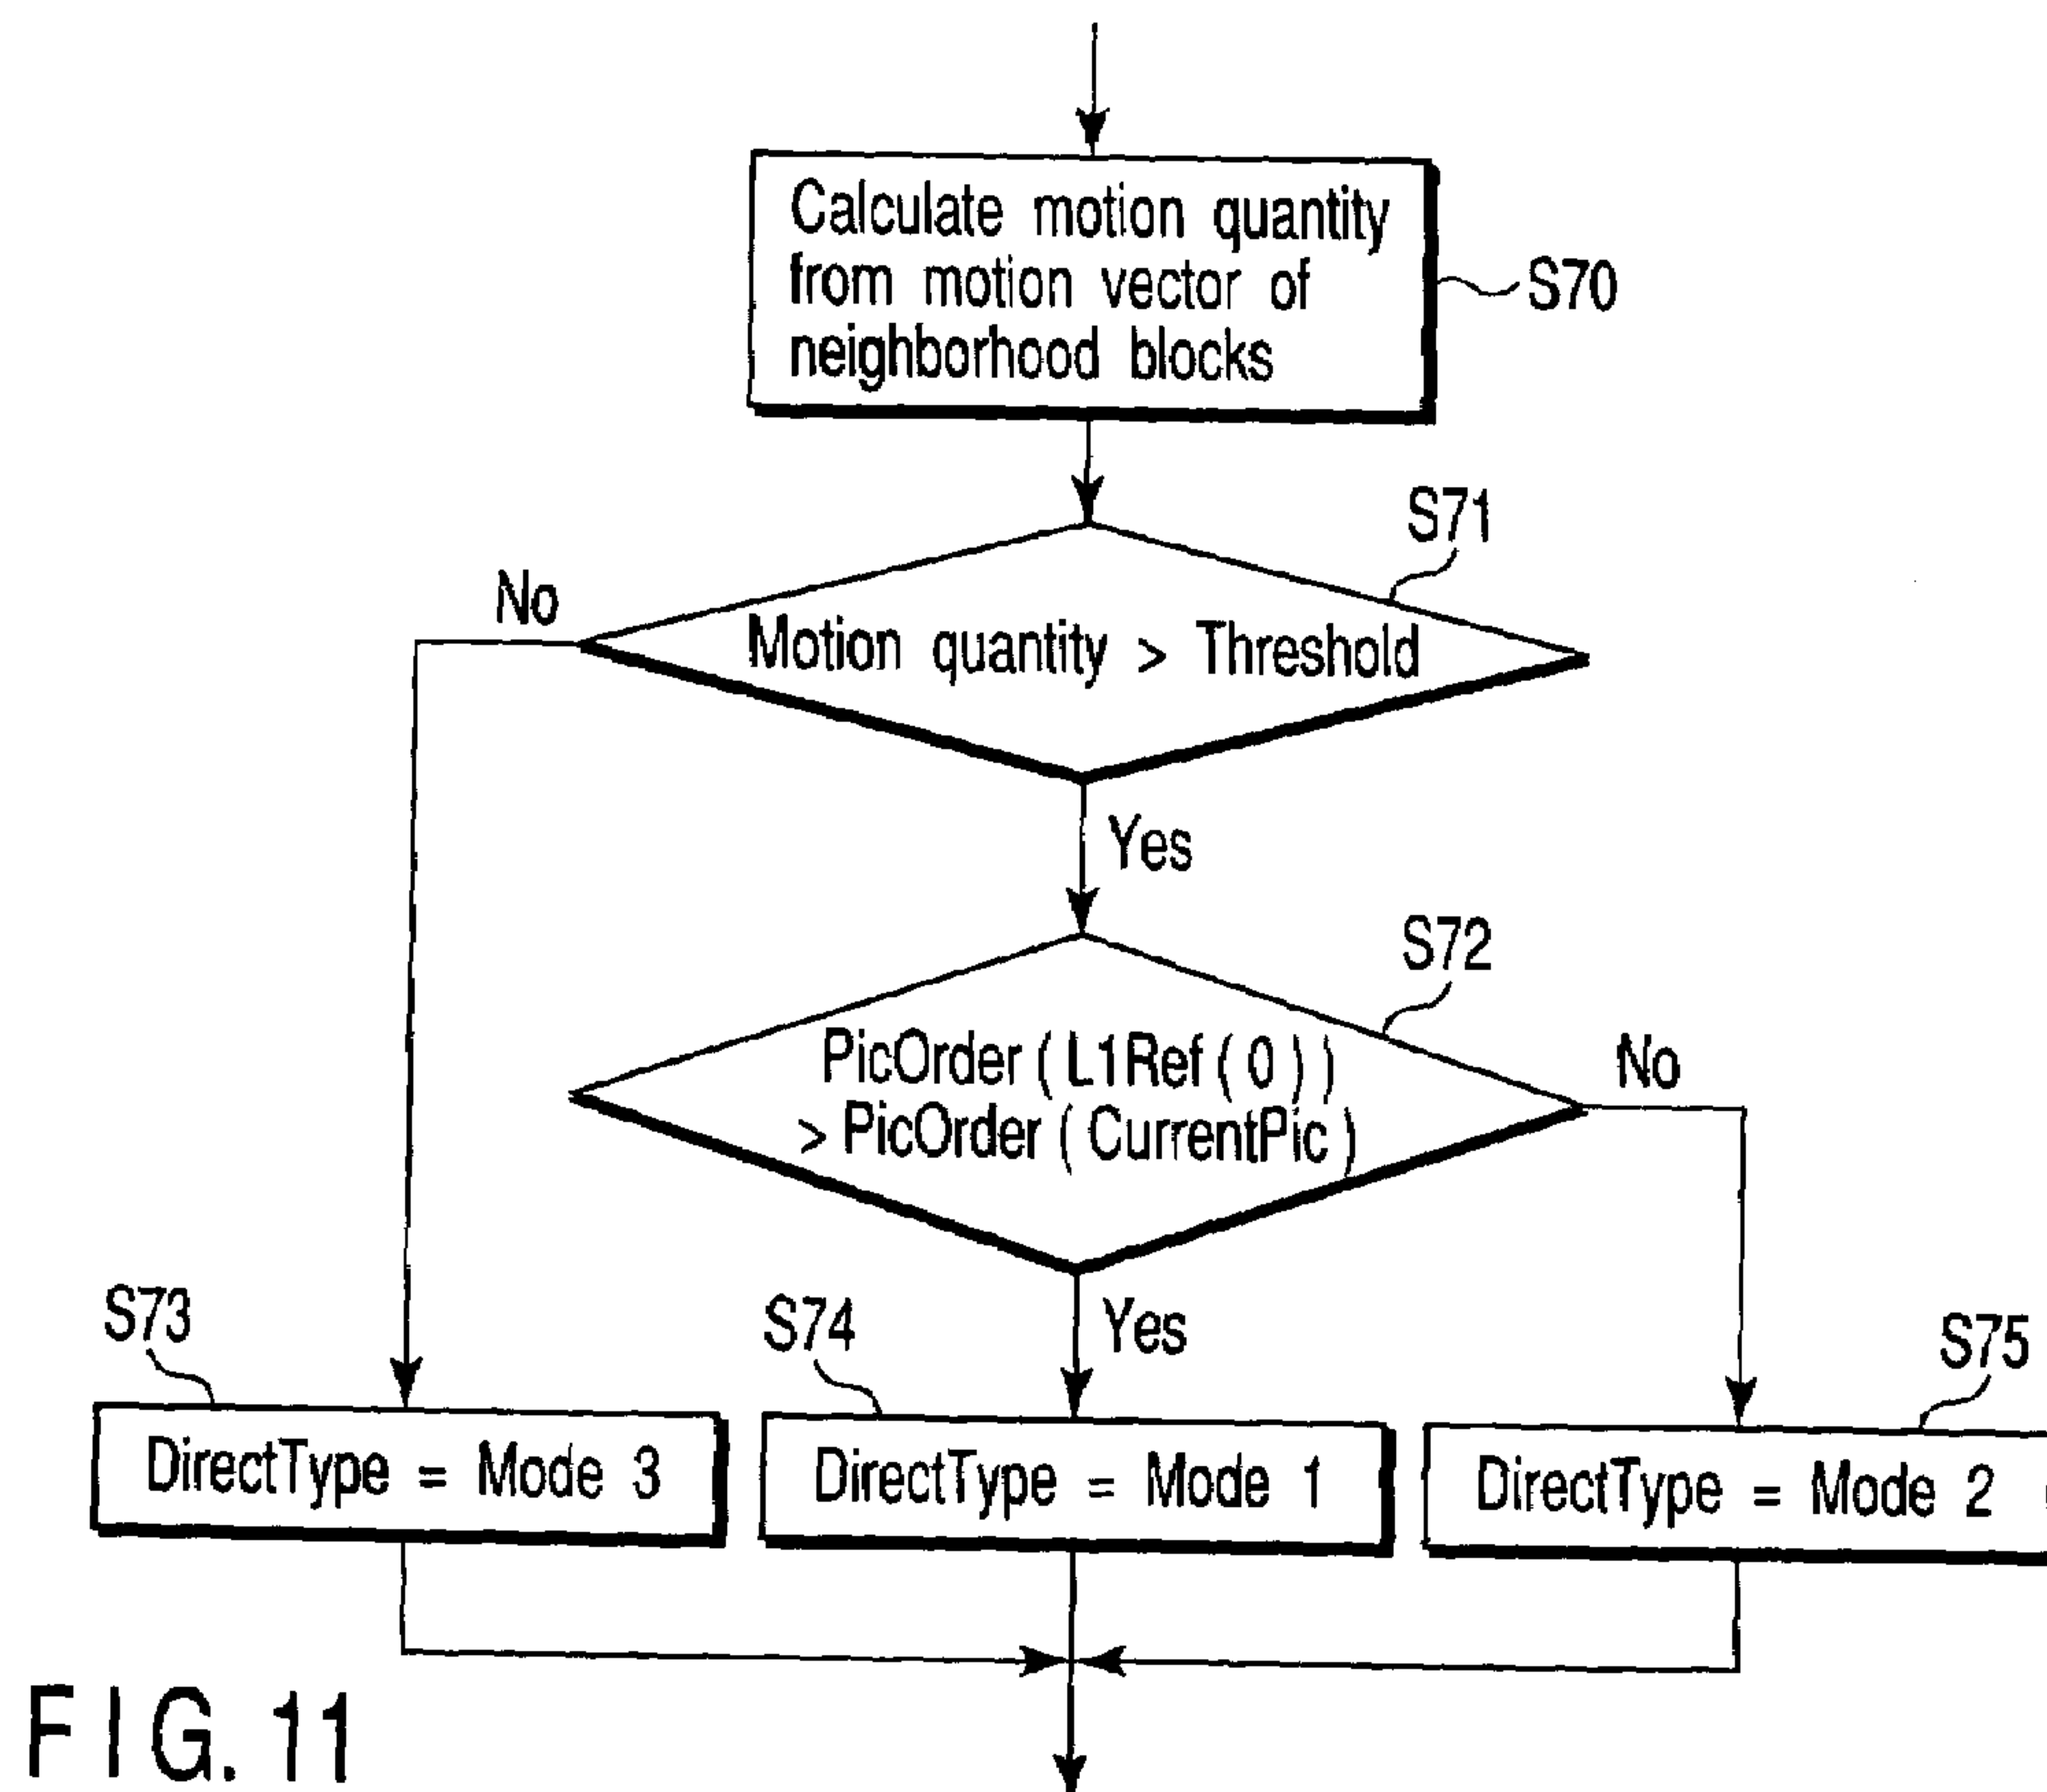 Calculate motion quantity
from motion vector of
neighborhood blocks
S70
S71
No
Motion quantity > Threshold
Yes
S72
PicOrder ( L1Ref ( 0 ) )
> PicOrder ( CurrentPic )
No
Yes
S73
S74
S75
DirectType = Mode 3
DirectType = Mode 1
DirectType = Mode 2
FIG. 11